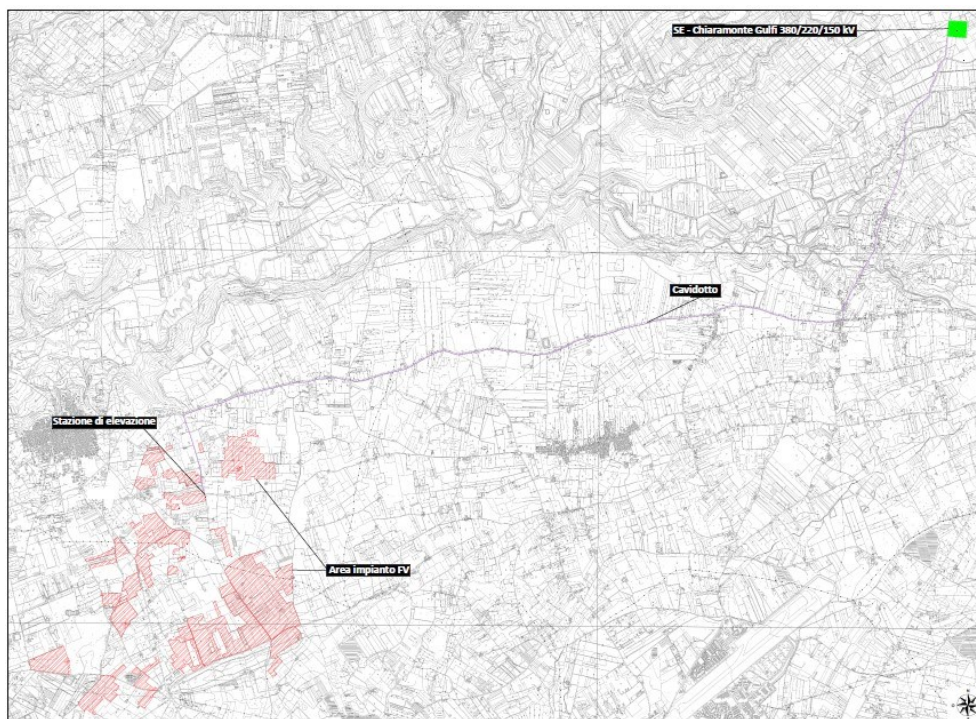 SE - Chiaramonte Gulfi 380/220/150 kV
Cavidotto
Stazione di elevazione
Area impianto FV